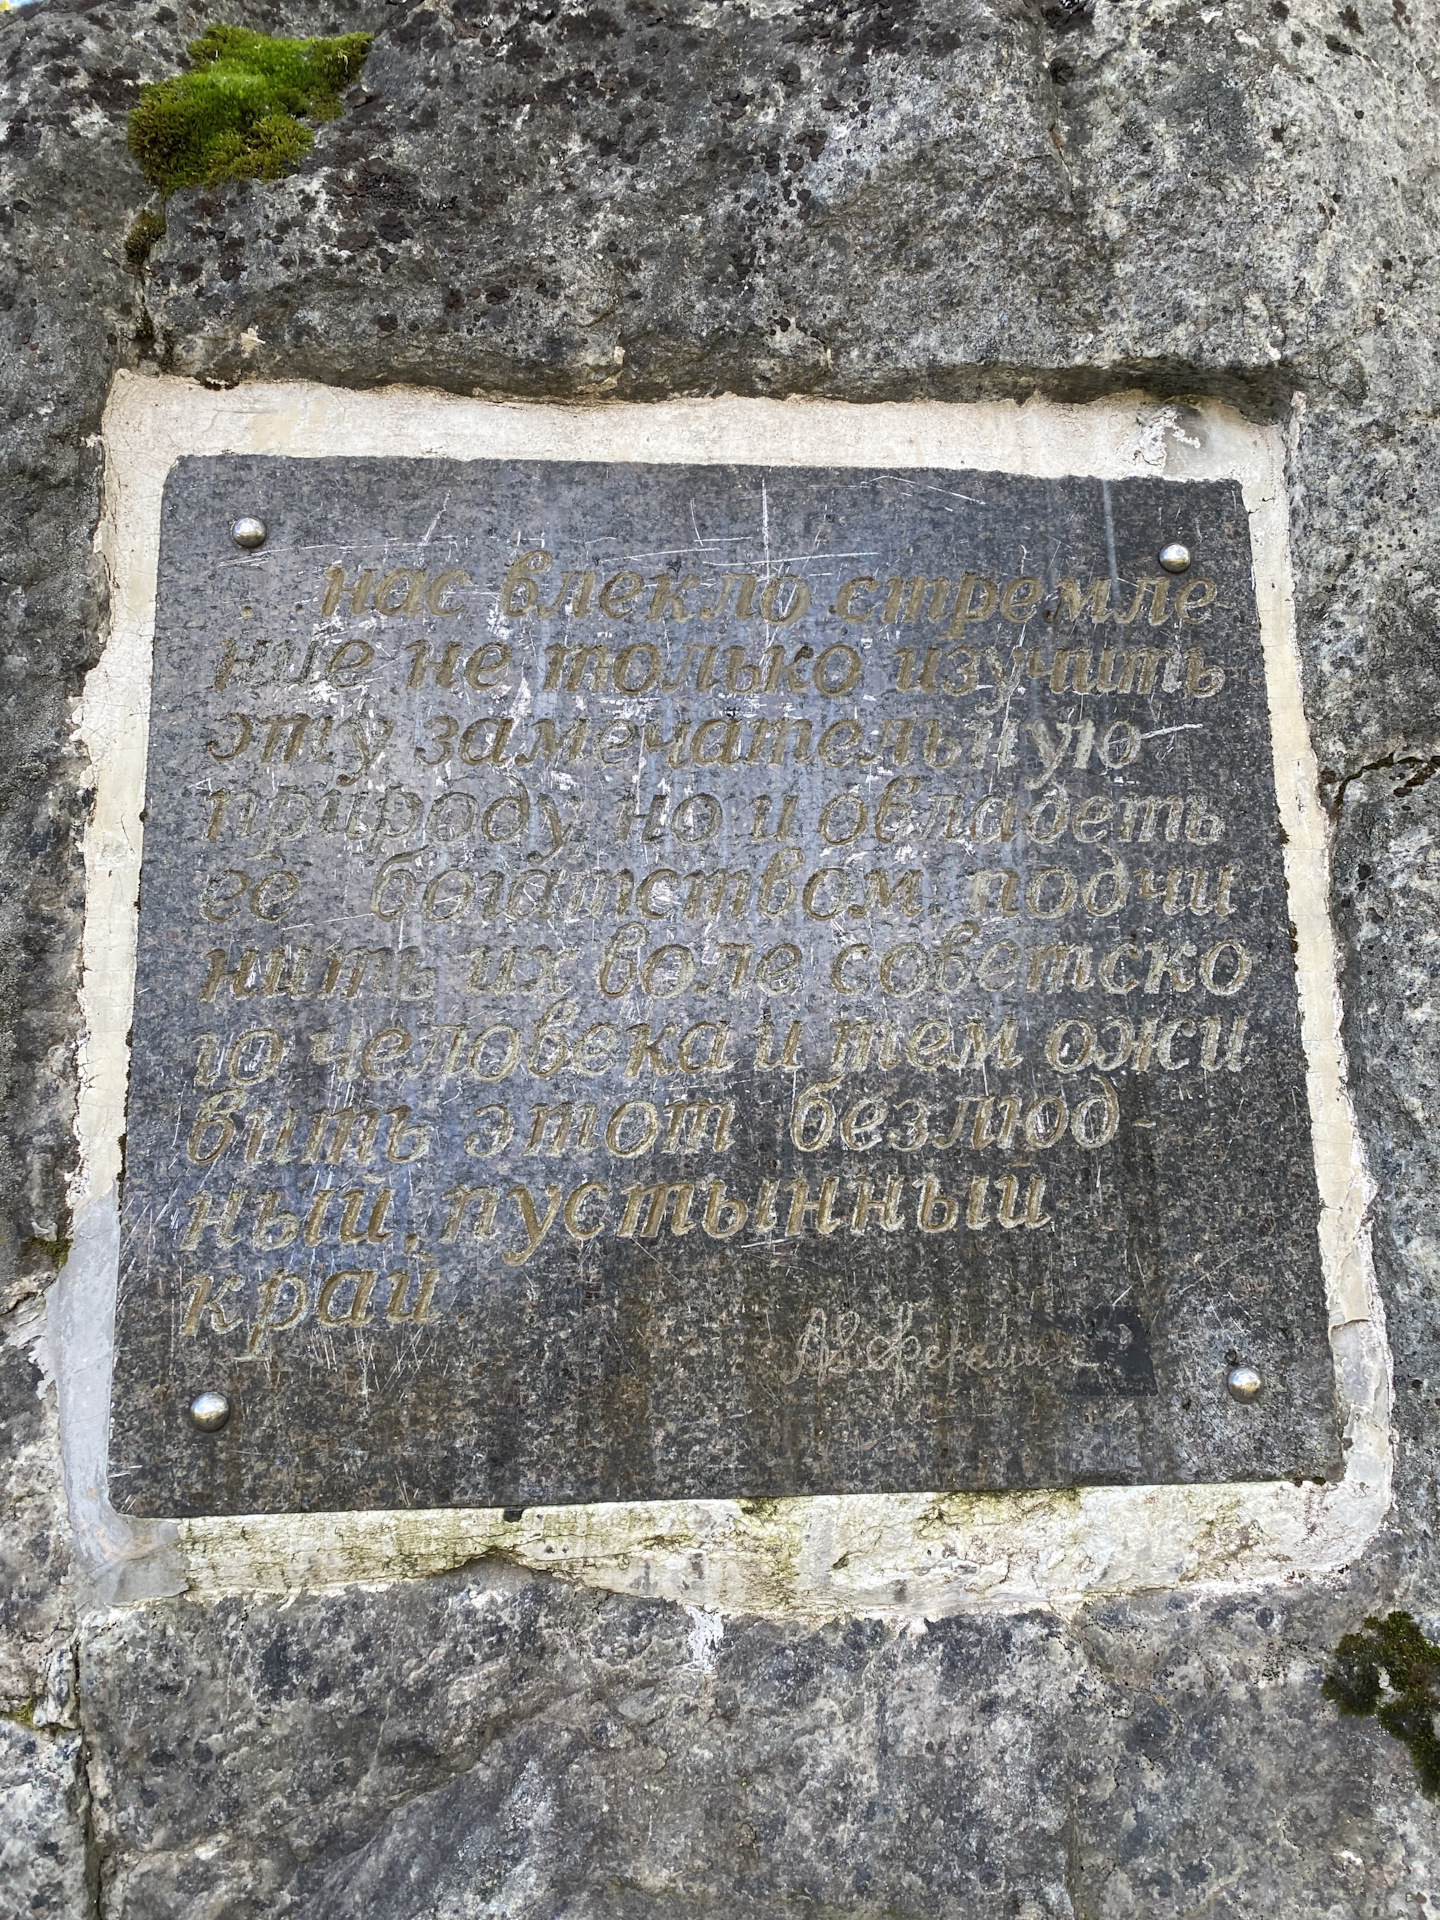 нас влекло стремле
ние не только изучить
эту замечательную
природу, но и овладеть
ее богатством подчи
нить их воле советско
го человека и тем ожи
вить этот безлюд-
ный, пустынный
край.
А Ферсман